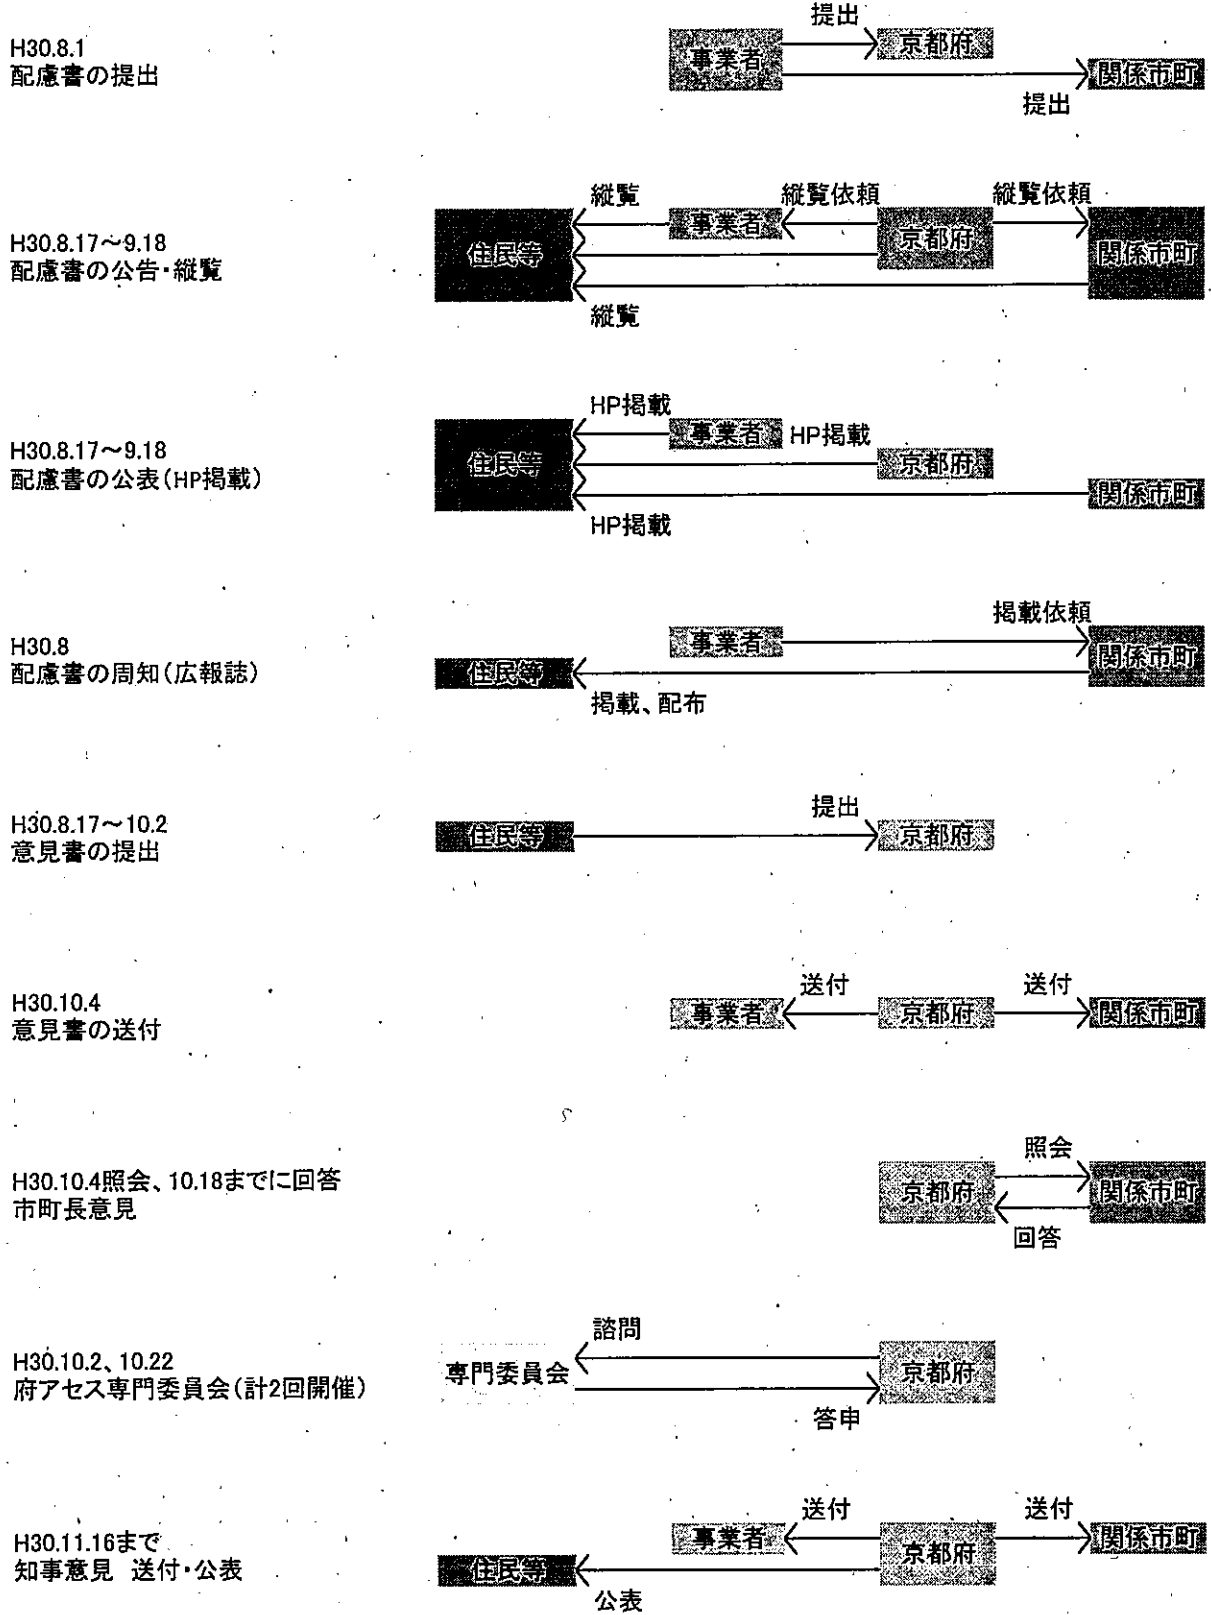 H30.8.1
配慮書の提出
提出
事業者
京都府
関係市町
提出
H30.8.17～9.18
配慮書の公告・縦覧
縦覧
縦覧依頼
縦覧依頼
住民等
事業者
京都府
関係市町
縦覧
H30.8.17～9.18
配慮書の公表(HP掲載)
HP掲載
事業者
HP掲載
住民等
京都府
関係市町
HP掲載
H30.8
配慮書の周知(広報誌)
掲載依頼
事業者
関係市町
住民等
掲載、配布
H30.8.17～10.2
意見書の提出
提出
住民等
京都府
H30.10.4
意見書の送付
送付
送付
事業者
京都府
関係市町
H30.10.4照会、10.18までに回答
市町長意見
照会
京都府
関係市町
回答
H30.10.2、10.22
府アセス専門委員会(計2回開催)
諮問
専門委員会
京都府
答申
H30.11.16まで
知事意見 送付・公表
送付
送付
事業者
京都府
関係市町
住民等
公表